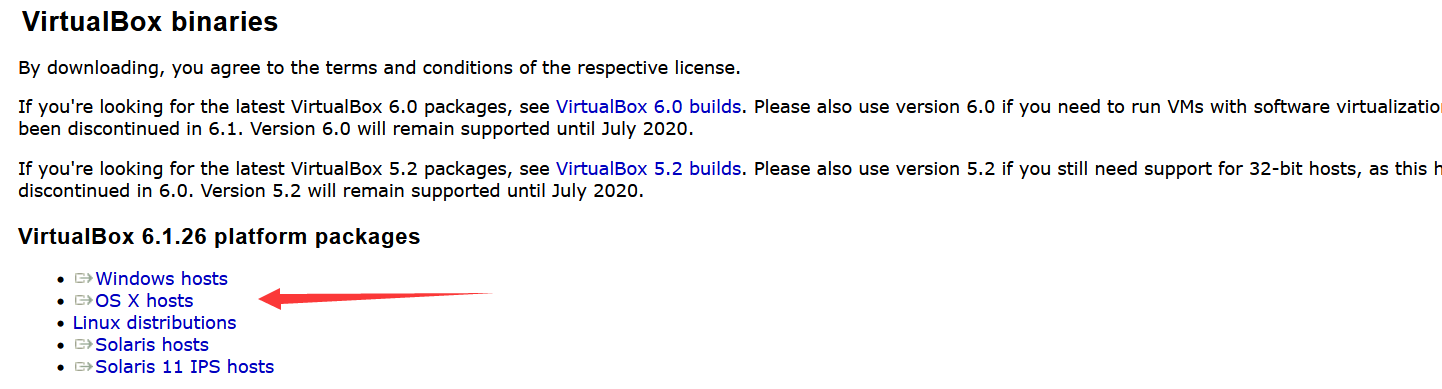 VirtualBox binaries
By downloading, you agree to the terms and conditions of the respective license.
If you're looking for the latest VirtualBox 6.0 packages, see VirtualBox 6.0 builds. Please also use version 6.0 if you need to run VMs with software
been discontinued in 6.1. Version 6.0 will remain supported until July 2020.
If you're looking for the latest VirtualBox 5.2 packages, see VirtualBox 5.2 builds. Please also use version 5.2 if you still need support for 32-bit hosts, as this
discontinued in 6.0. Version 5.2 will remain supported until July 2020.
VirtualBox 6.1.26 platform packages
Windows hosts
OS X hosts
Linux distributions
Solaris hosts
Solaris 11 IPS hosts